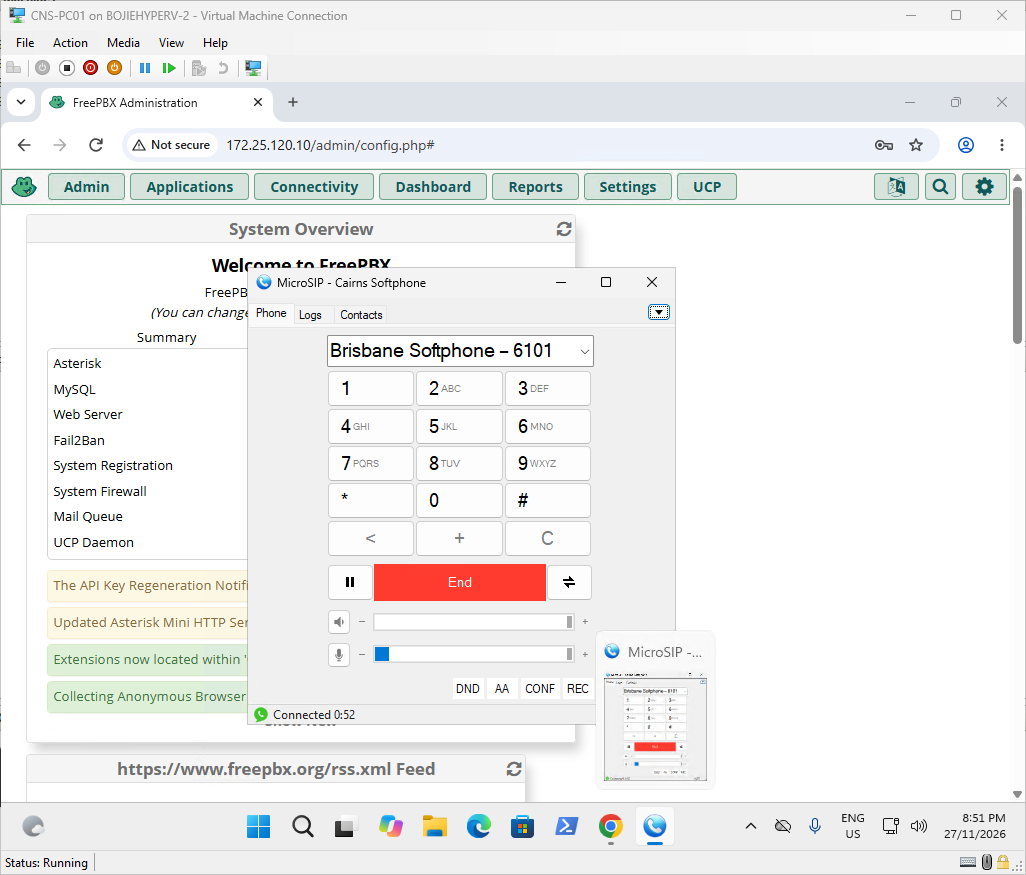 CNS-PC01 on BOJIEHYPERV-2 - Virtual Machine Connection
File Action Media View Help
FreePBX Administration
Not secure 172.25.120.10/admin/config.php#
Admin Applications Connectivity Dashboard Reports Settings UCP
System Overview
Welcome to FreePBX
FreePB
(You can change
Summary
Asterisk
MySQL
Web Server
Fail2Ban
System Registration
System Firewall
Mail Queue
UCP Daemon
The API Key Regeneration Notifi
Updated Asterisk Mini HTTP Ser
Extensions now located within '
Collecting Anonymous Browser
MicroSIP - Cairns Softphone
Phone Logs Contacts
Brisbane Softphone – 6101
1 2 ABC 3 DEF
4 GHI 5 JKL 6 MNO
7 PQRS 8 TUV 9 WXYZ
* 0 #
< + C
End
− +
− +
DND AA CONF REC
Connected 0:52
MicroSIP -...
https://www.freepbx.org/rss.xml Feed
ENG
US
8:51 PM
27/11/2026
Status: Running